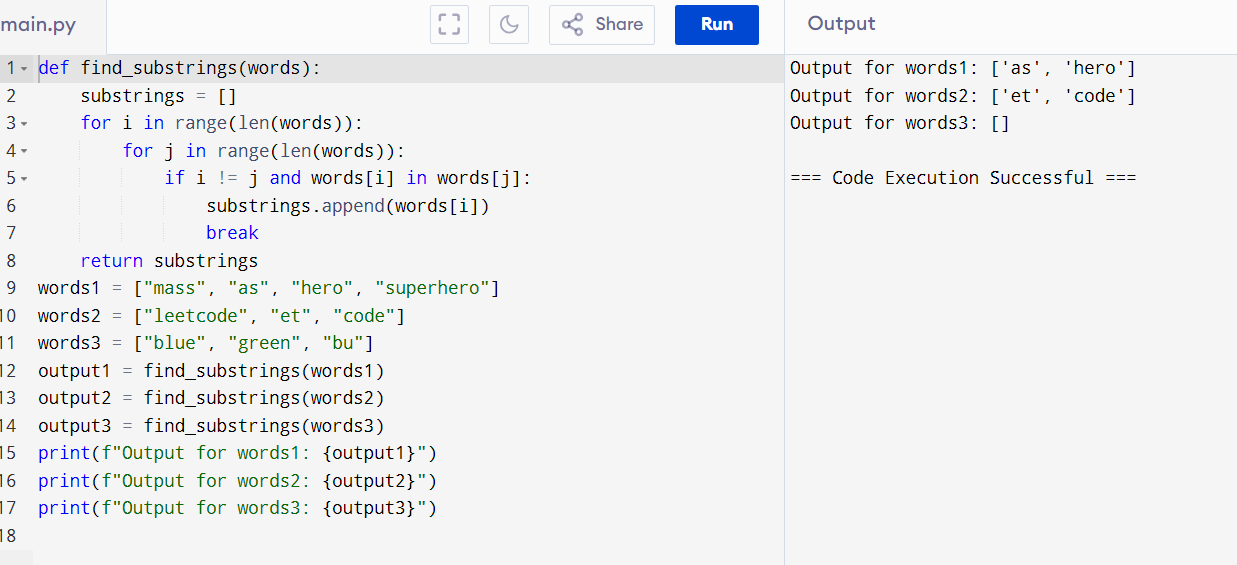 main.py
Share
Run
Output
1 def find_substrings(words):
2     substrings = []
3     for i in range(len(words)):
4         for j in range(len(words)):
5             if i != j and words[i] in words[j]:
6                 substrings.append(words[i])
7                 break
8     return substrings
9 words1 = ["mass", "as", "hero", "superhero"]
10 words2 = ["leetcode", "et", "code"]
11 words3 = ["blue", "green", "bu"]
12 output1 = find_substrings(words1)
13 output2 = find_substrings(words2)
14 output3 = find_substrings(words3)
15 print(f"Output for words1: {output1}")
16 print(f"Output for words2: {output2}")
17 print(f"Output for words3: {output3}")
18
Output for words1: ['as', 'hero']
Output for words2: ['et', 'code']
Output for words3: []
=== Code Execution Successful ===